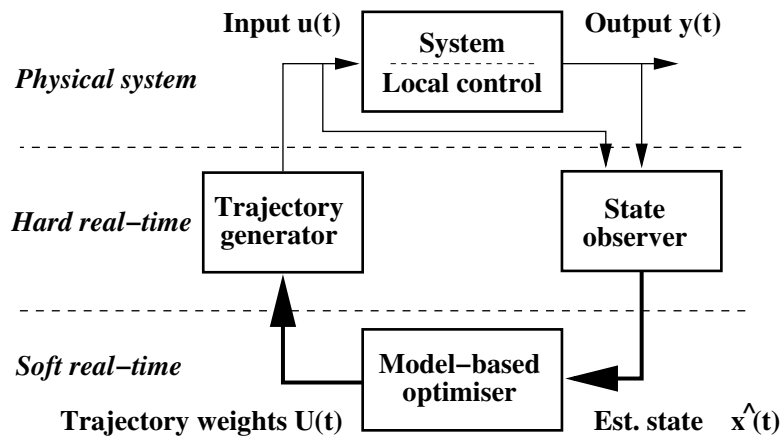 Input u(t)
System
Output y(t)
Local control
Physical system
Hard real-time
Trajectory
generator
State
observer
Soft real-time
Model-based
optimiser
Trajectory weights U(t)
Est. state x^(t)